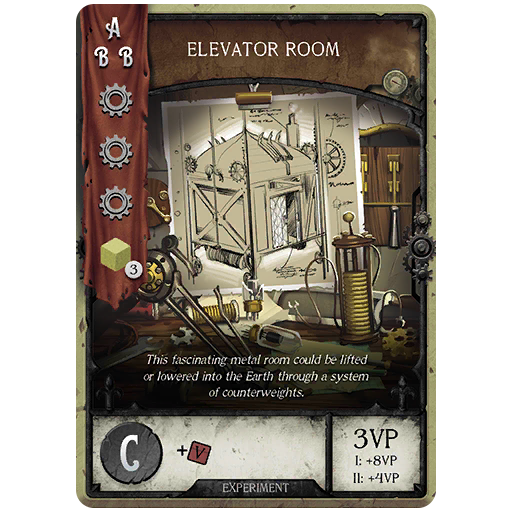 A
B B
ELEVATOR ROOM
3
This fascinating metal room could be lifted
or lowered into the Earth through a system
of counterweights.
C
+V
3VP
I: +8VP
II: +4VP
EXPERIMENT